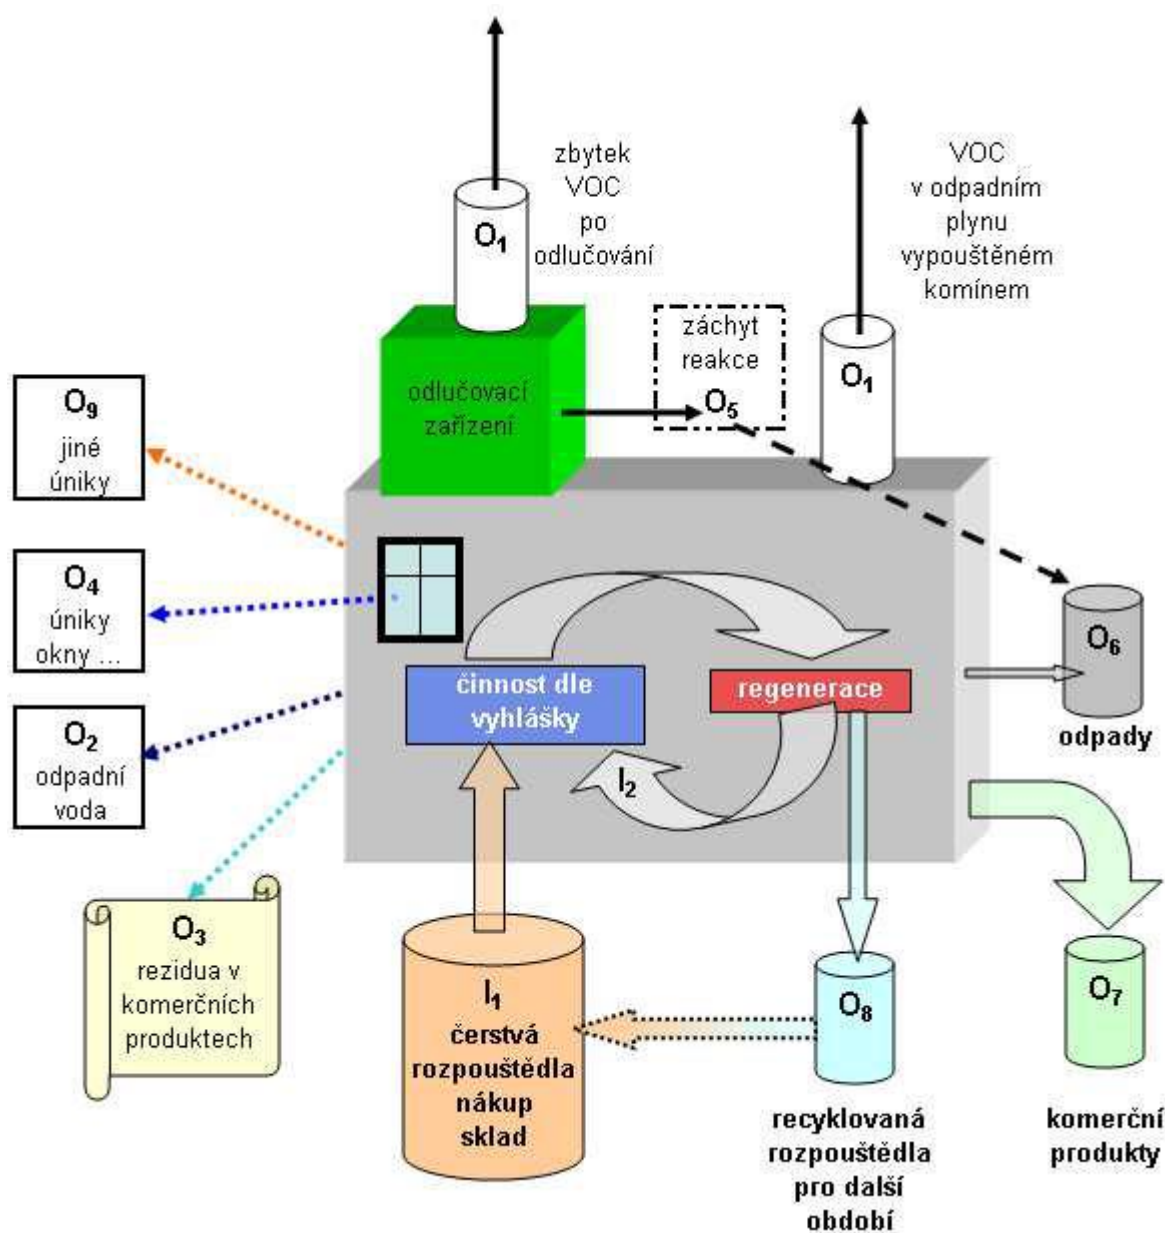 zbytek
VOC
po
odlučování
O₁
VOC
v odpadním
plynu
vypouštěném
komínem
O₁
záchyt
reakce
O₅
odlučovací
zařízení
O₉
jiné
úniky
O₄
úniky
okny ...
O₂
odpadní
voda
O₃
rezidua v
komerčních
produktech
činnost dle
vyhlášky
regenerace
I₂
O₆
odpady
I₁
čerstvá
rozpouštědla
nákup
sklad
O₈
recyklovaná
rozpouštědla
pro další
období
O₇
komerční
produkty